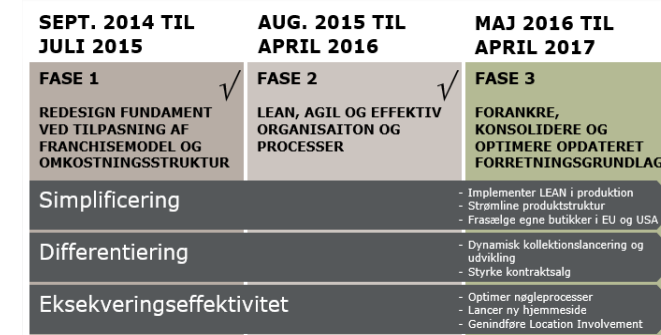 SEPT. 2014 TIL
JULI 2015
AUG. 2015 TIL
APRIL 2016
MAJ 2016 TIL
APRIL 2017
FASE 1
√
REDESIGN FUNDAMENT
VED TILPASNING AF
FRANCHISEMODEL OG
OMKOSTNINGSSTRUKTUR
FASE 2
√
LEAN, AGIL OG EFFEKTIV
ORGANISAITON OG
PROCESSER
FASE 3
FORANKRE,
KONSOLIDERE OG
OPTIMERE OPDATERET
FORRETNINGSGRUNDLAG
Simplificering
- Implementer LEAN i produktion
- Strømline produktstruktur
- Frasælge egne butikker i EU og USA
Differentiering
- Dynamisk kollektionslancering og
udvikling
- Styrke kontraktsalg
Eksekveringseffektivitet
- Optimer nøgleprocesser
- Lancer ny hjemmeside
- Genindføre Location Involvement